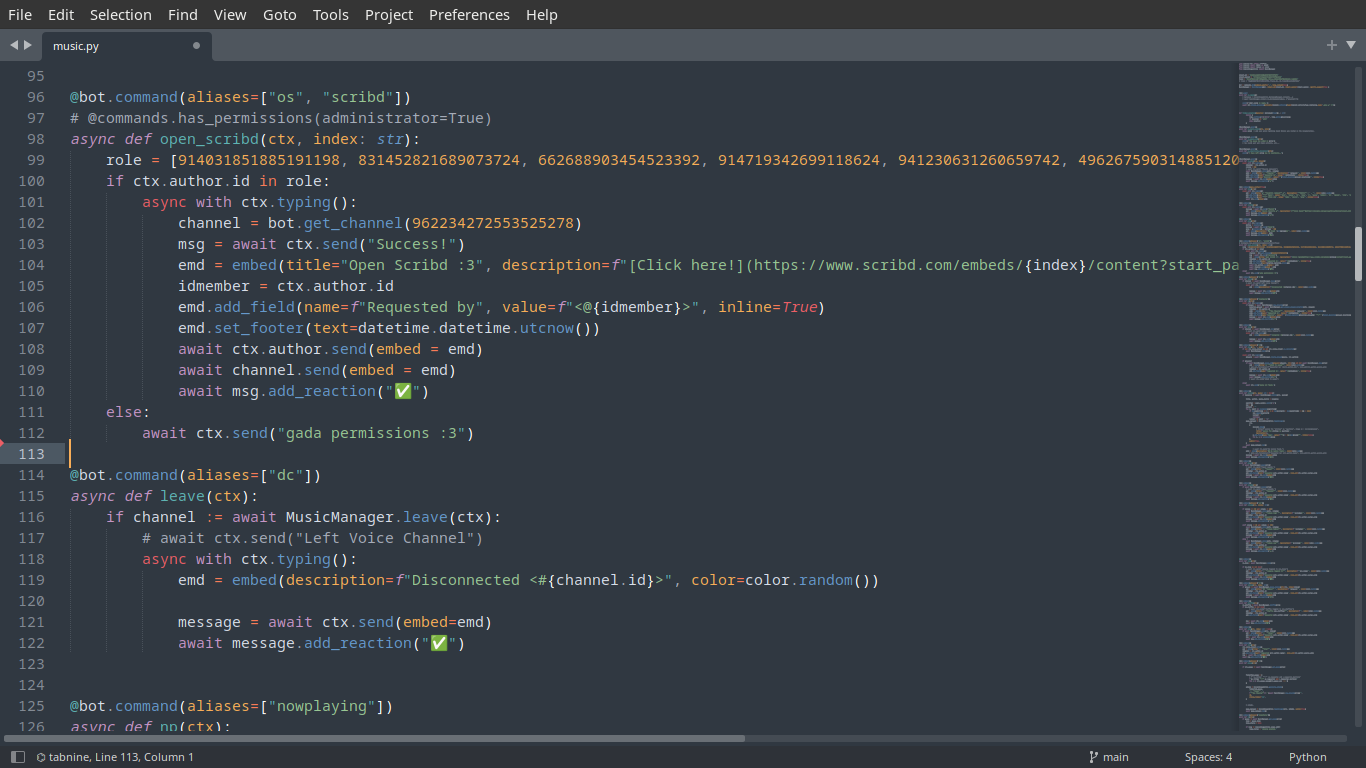 File Edit Selection Find View Goto Tools Project Preferences Help
music.py
95
96 @bot.command(aliases=["os", "scribd"])
97 # @commands.has_permissions(administrator=True)
98 async def open_scribd(ctx, index: str):
99 role = [914031851885191198, 831452821689073724, 662688903454523392, 914719342699118624, 941230631260659742, 496267590314885120
100 if ctx.author.id in role:
101 async with ctx.typing():
102 channel = bot.get_channel(962234272553525278)
103 msg = await ctx.send("Success!")
104 emd = embed(title="Open Scribd :3", description=f"[Click here!](https://www.scribd.com/embeds/{index}/content?start_pa
105 idmember = ctx.author.id
106 emd.add_field(name=f"Requested by", value=f"<@{idmember}>", inline=True)
107 emd.set_footer(text=datetime.datetime.utcnow())
108 await ctx.author.send(embed = emd)
109 await channel.send(embed = emd)
110 await msg.add_reaction("✅")
111 else:
112 await ctx.send("gada permissions :3")
113
114 @bot.command(aliases=["dc"])
115 async def leave(ctx):
116 if channel := await MusicManager.leave(ctx):
117 # await ctx.send("Left Voice Channel")
118 async with ctx.typing():
119 emd = embed(description=f"Disconnected <#{channel.id}>", color=color.random())
120
121 message = await ctx.send(embed=emd)
122 await message.add_reaction("✅")
123
124
125 @bot.command(aliases=["nowplaying"])
126 async def np(ctx):
tabnine, Line 113, Column 1 main Spaces: 4 Python